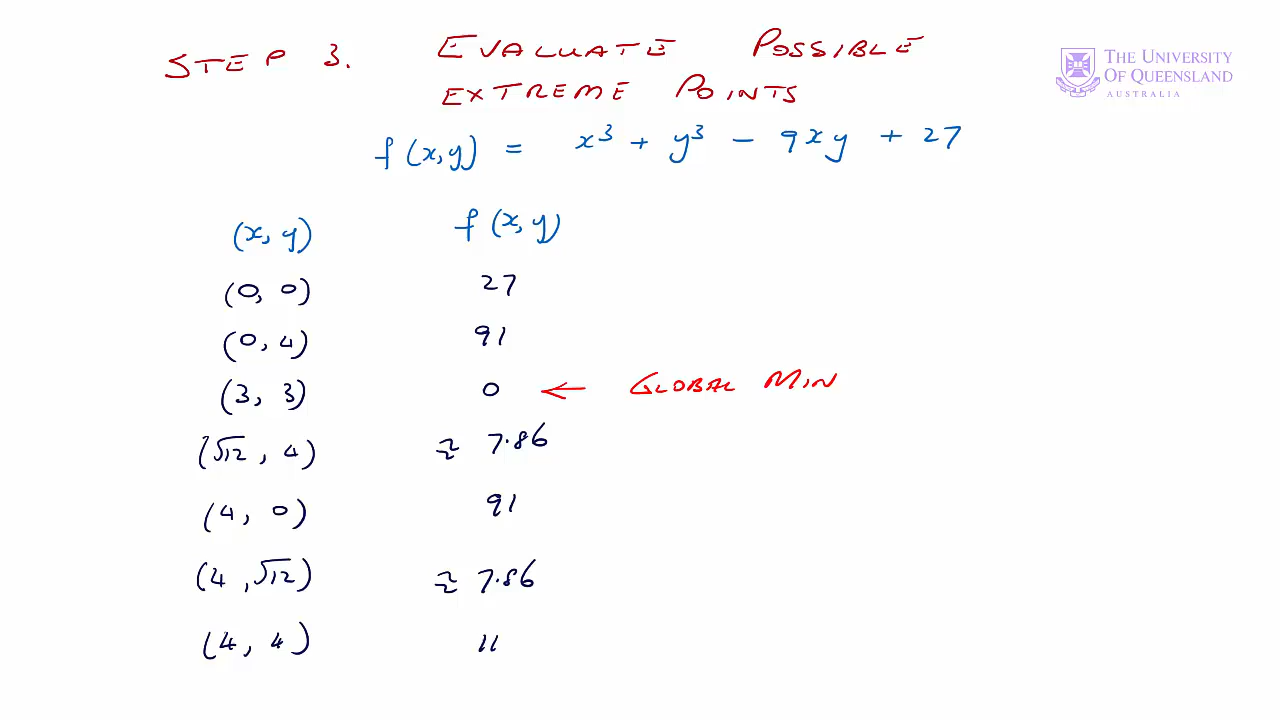 STEP 3. EVALUATE POSSIBLE
EXTREME POINTS
THE UNIVERSITY
OF QUEENSLAND
AUSTRALIA
f(x,y) = x³ + y³ - 9xy + 27
(x, y) f(x, y)
(0, 0) 27
(0, 4) 91
(3, 3) 0 ← GLOBAL MIN
(√12, 4) ≈ 7.86
(4, 0) 91
(4, √12) ≈ 7.86
(4, 4) 11